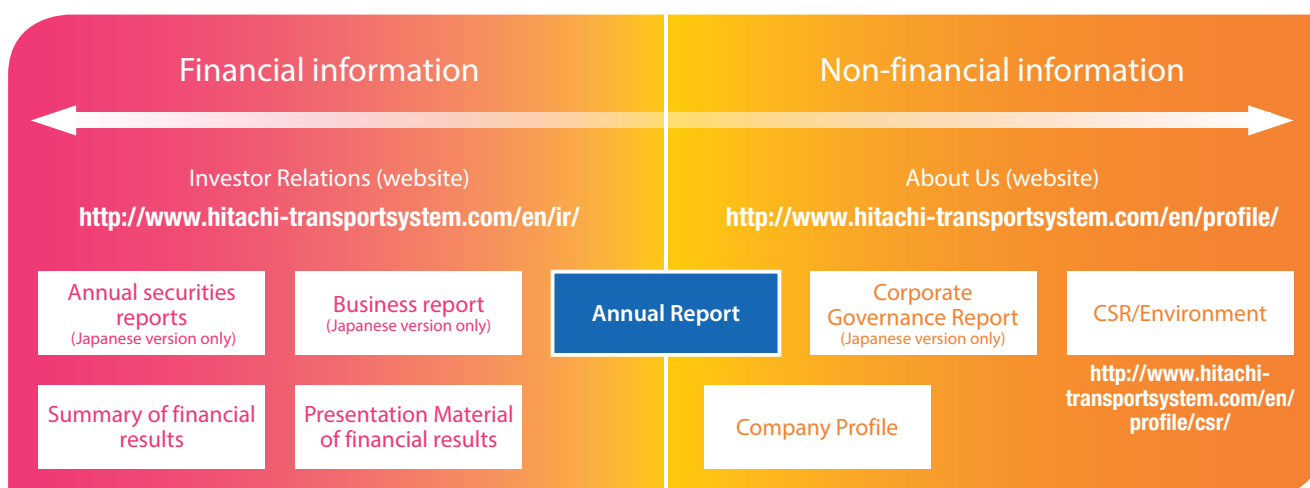 Financial information
Non-financial information
Investor Relations (website)
http://www.hitachi-transportsystem.com/en/ir/
About Us (website)
http://www.hitachi-transportsystem.com/en/profile/
Annual securities
reports
(Japanese version only)
Business report
(Japanese version only)
Annual Report
Corporate
Governance Report
(Japanese version only)
CSR/Environment
http://www.hitachi-
transportsystem.com/en/
profile/csr/
Summary of financial
results
Presentation Material
of financial results
Company Profile